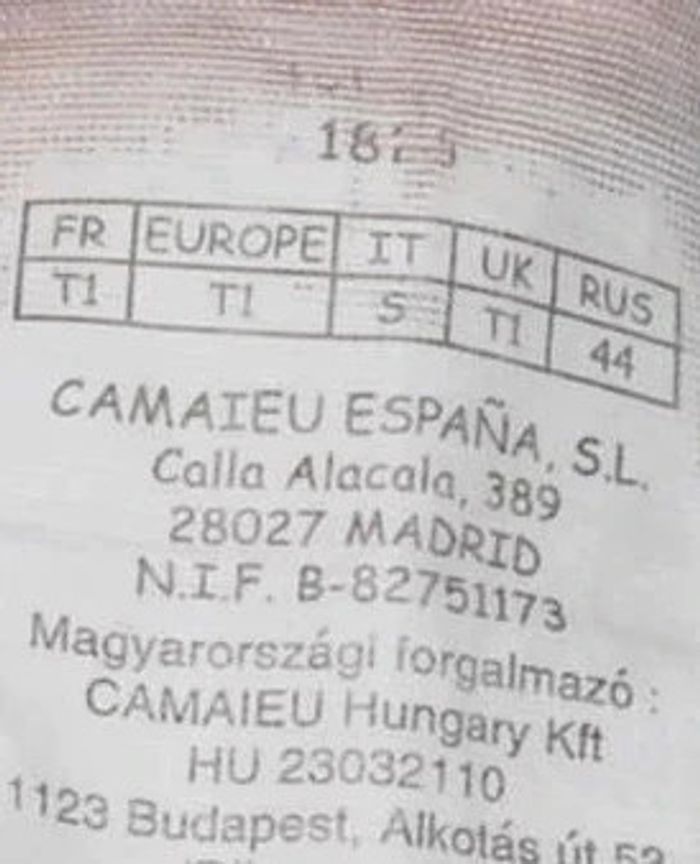 FR EUROPE IT UK RUS
T1 T1 S T1 44
CAMAIEU ESPAÑA, S.L.
Calla Alacala, 389
28027 MADRID
N.I.F. B-82751173
Magyarországi forgalmazó :
CAMAIEU Hungary Kft
HU 23032110
1123 Budapest, Alkotás út